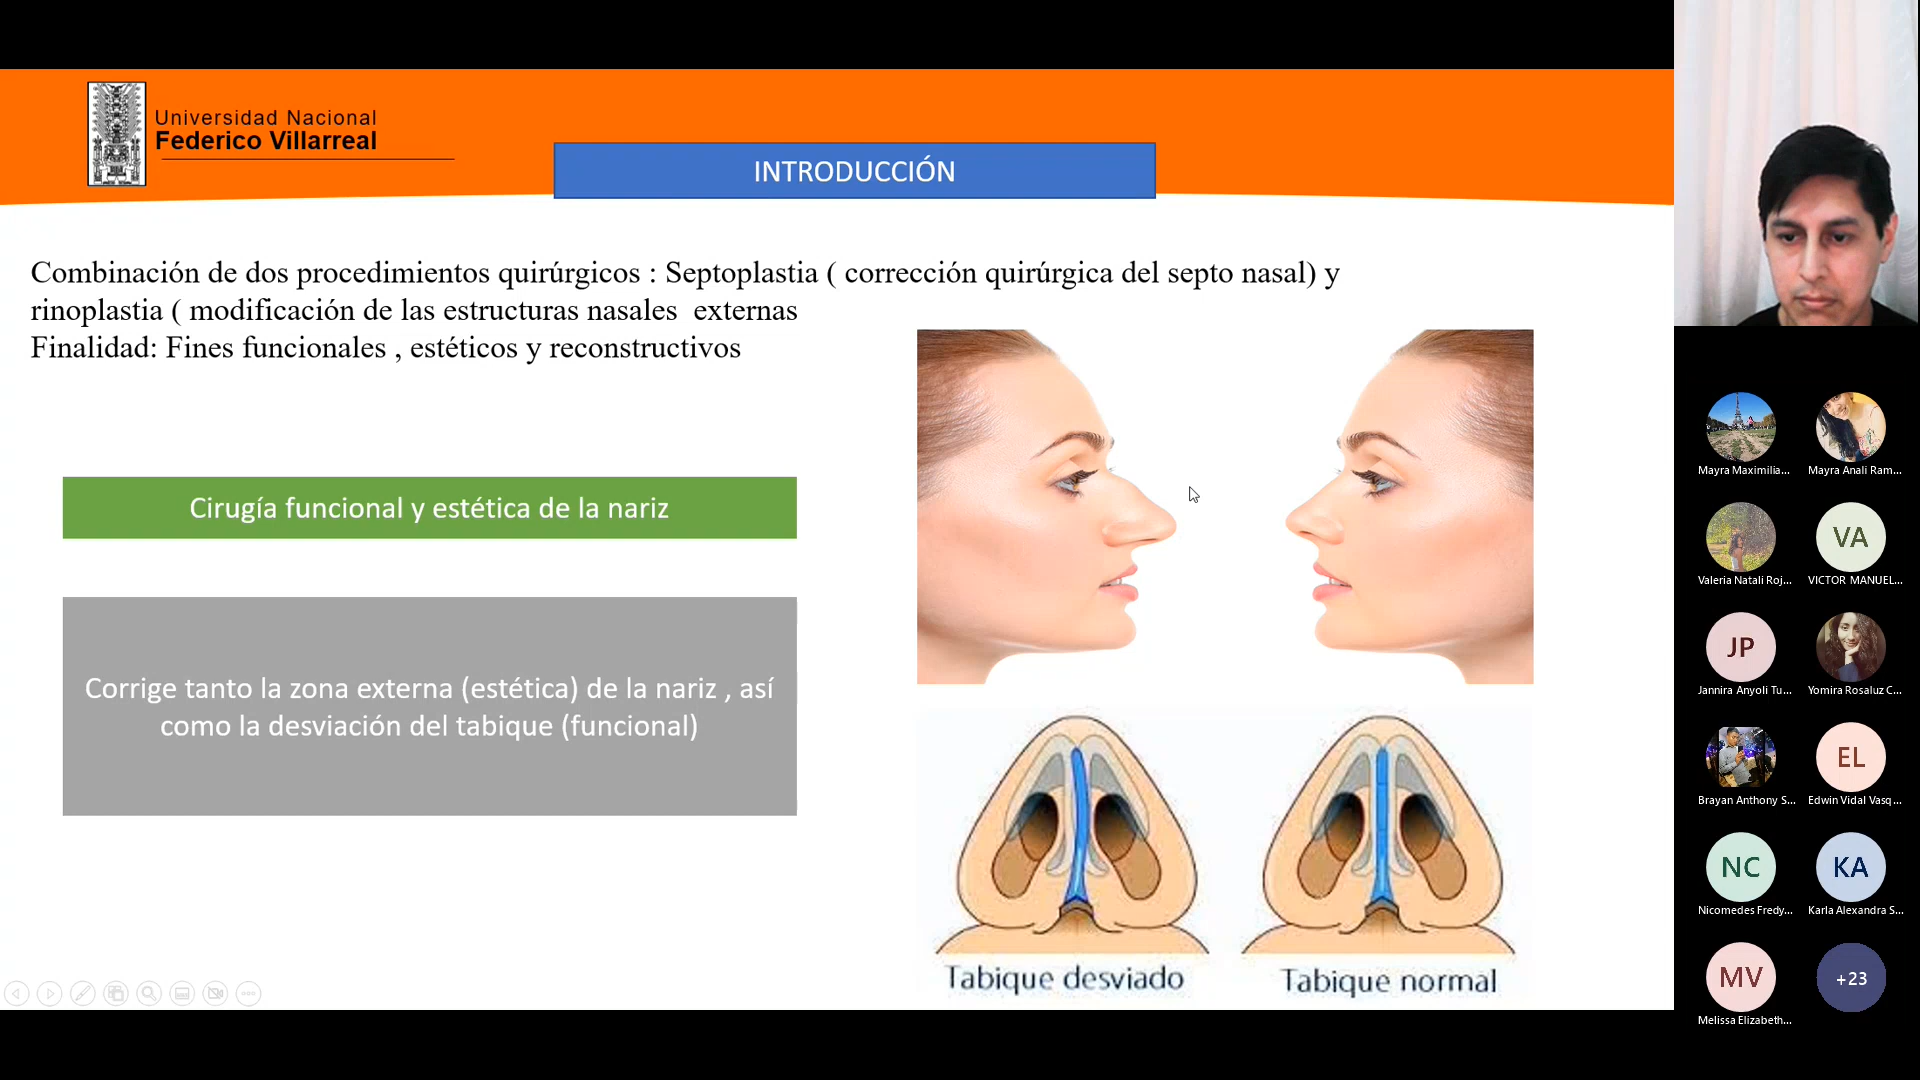 Universidad Nacional
Federico Villarreal
INTRODUCCIÓN
Combinación de dos procedimientos quirúrgicos : Septoplastia ( corrección quirúrgica del septo nasal) y
rinoplastia ( modificación de las estructuras nasales  externas
Finalidad: Fines funcionales , estéticos y reconstructivos
Cirugía funcional y estética de la nariz
Corrige tanto la zona externa (estética) de la nariz , así
como la desviación del tabique (funcional)
Tabique desviado
Tabique normal
Mayra Maximilia...
Mayra Anali Ram...
VA
Valeria Natali Roj...
VICTOR MANUEL...
JP
Jannira Anyoli Tu...
Yomira Rosaluz C...
EL
Brayan Anthony S...
Edwin Vidal Vasq...
NC
KA
Nicomedes Fredy...
Karla Alexandra S...
MV
+23
Melissa Elizabeth...